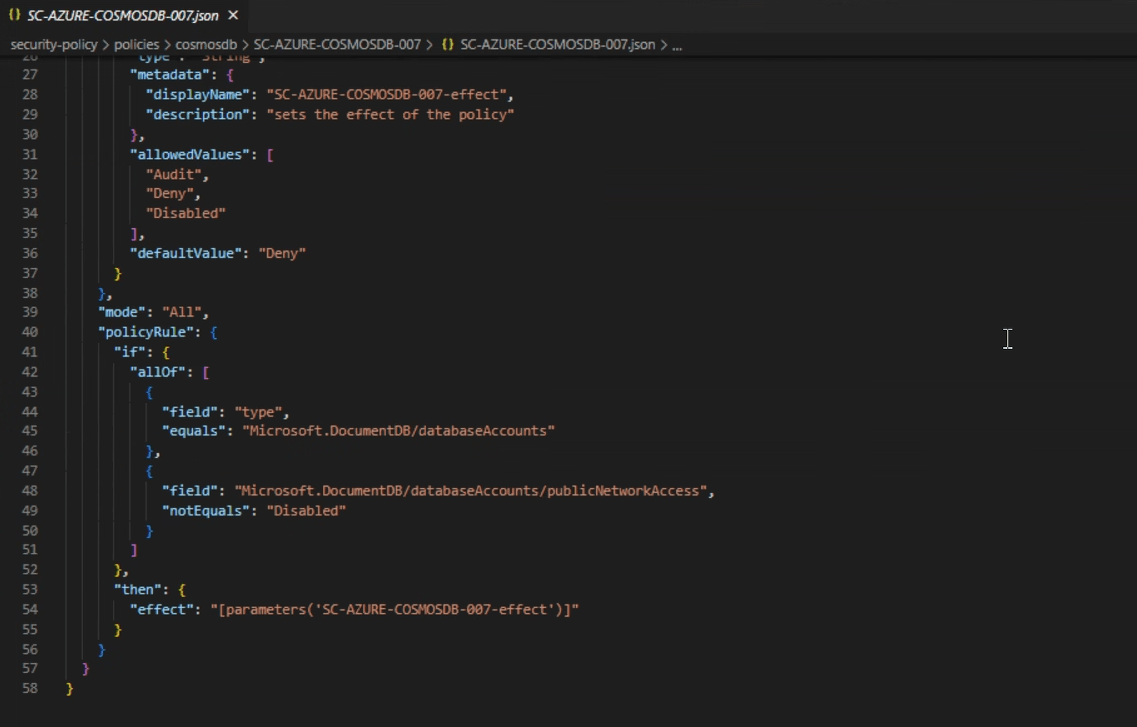 {} SC-AZURE-COSMOSDB-007.json ×
security-policy > policies > cosmosdb > SC-AZURE-COSMOSDB-007 > {} SC-AZURE-COSMOSDB-007.json > ...
26 "type": "String",
27 "metadata": {
28 "displayName": "SC-AZURE-COSMOSDB-007-effect",
29 "description": "sets the effect of the policy"
30 },
31 "allowedValues": [
32 "Audit",
33 "Deny",
34 "Disabled"
35 ],
36 "defaultValue": "Deny"
37 }
38 },
39 "mode": "All",
40 "policyRule": {
41 "if": {
42 "allOf": [
43 {
44 "field": "type",
45 "equals": "Microsoft.DocumentDB/databaseAccounts"
46 },
47 {
48 "field": "Microsoft.DocumentDB/databaseAccounts/publicNetworkAccess",
49 "notEquals": "Disabled"
50 }
51 ]
52 },
53 "then": {
54 "effect": "[parameters('SC-AZURE-COSMOSDB-007-effect')]"
55 }
56 }
57 }
58 }